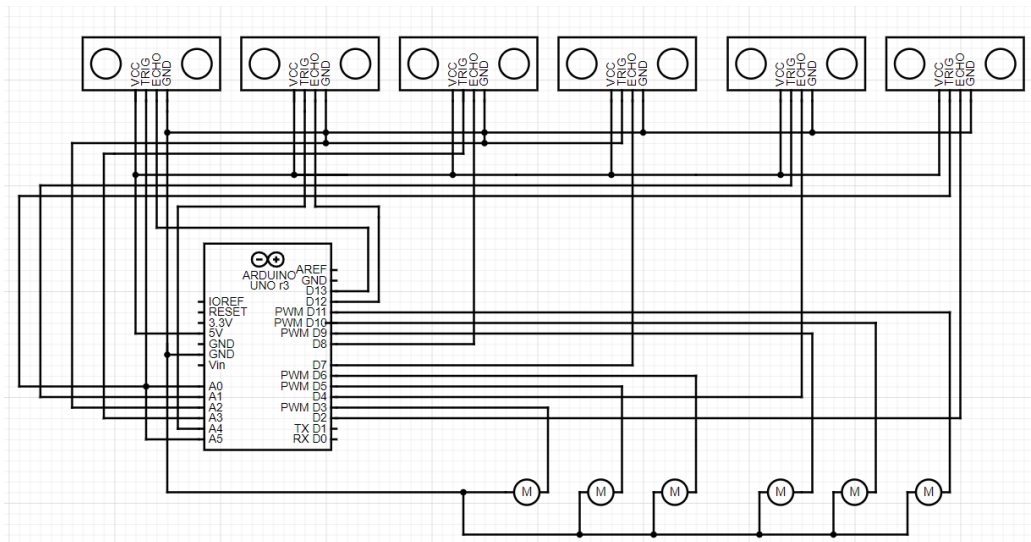 VCC TRIG ECHO GND
VCC TRIG ECHO GND
VCC TRIG ECHO GND
VCC TRIG ECHO GND
VCC TRIG ECHO GND
VCC TRIG ECHO GND
ARDUINO
UNO r3
AREF
GND
D13
D12
PWM D11
PWM D10
PWM D9
D8
D7
PWM D6
PWM D5
D4
PWM D3
D2
TX D1
RX D0
IOREF
RESET
3.3V
5V
GND
GND
Vin
A0
A1
A2
A3
A4
A5
M
M
M
M
M
M